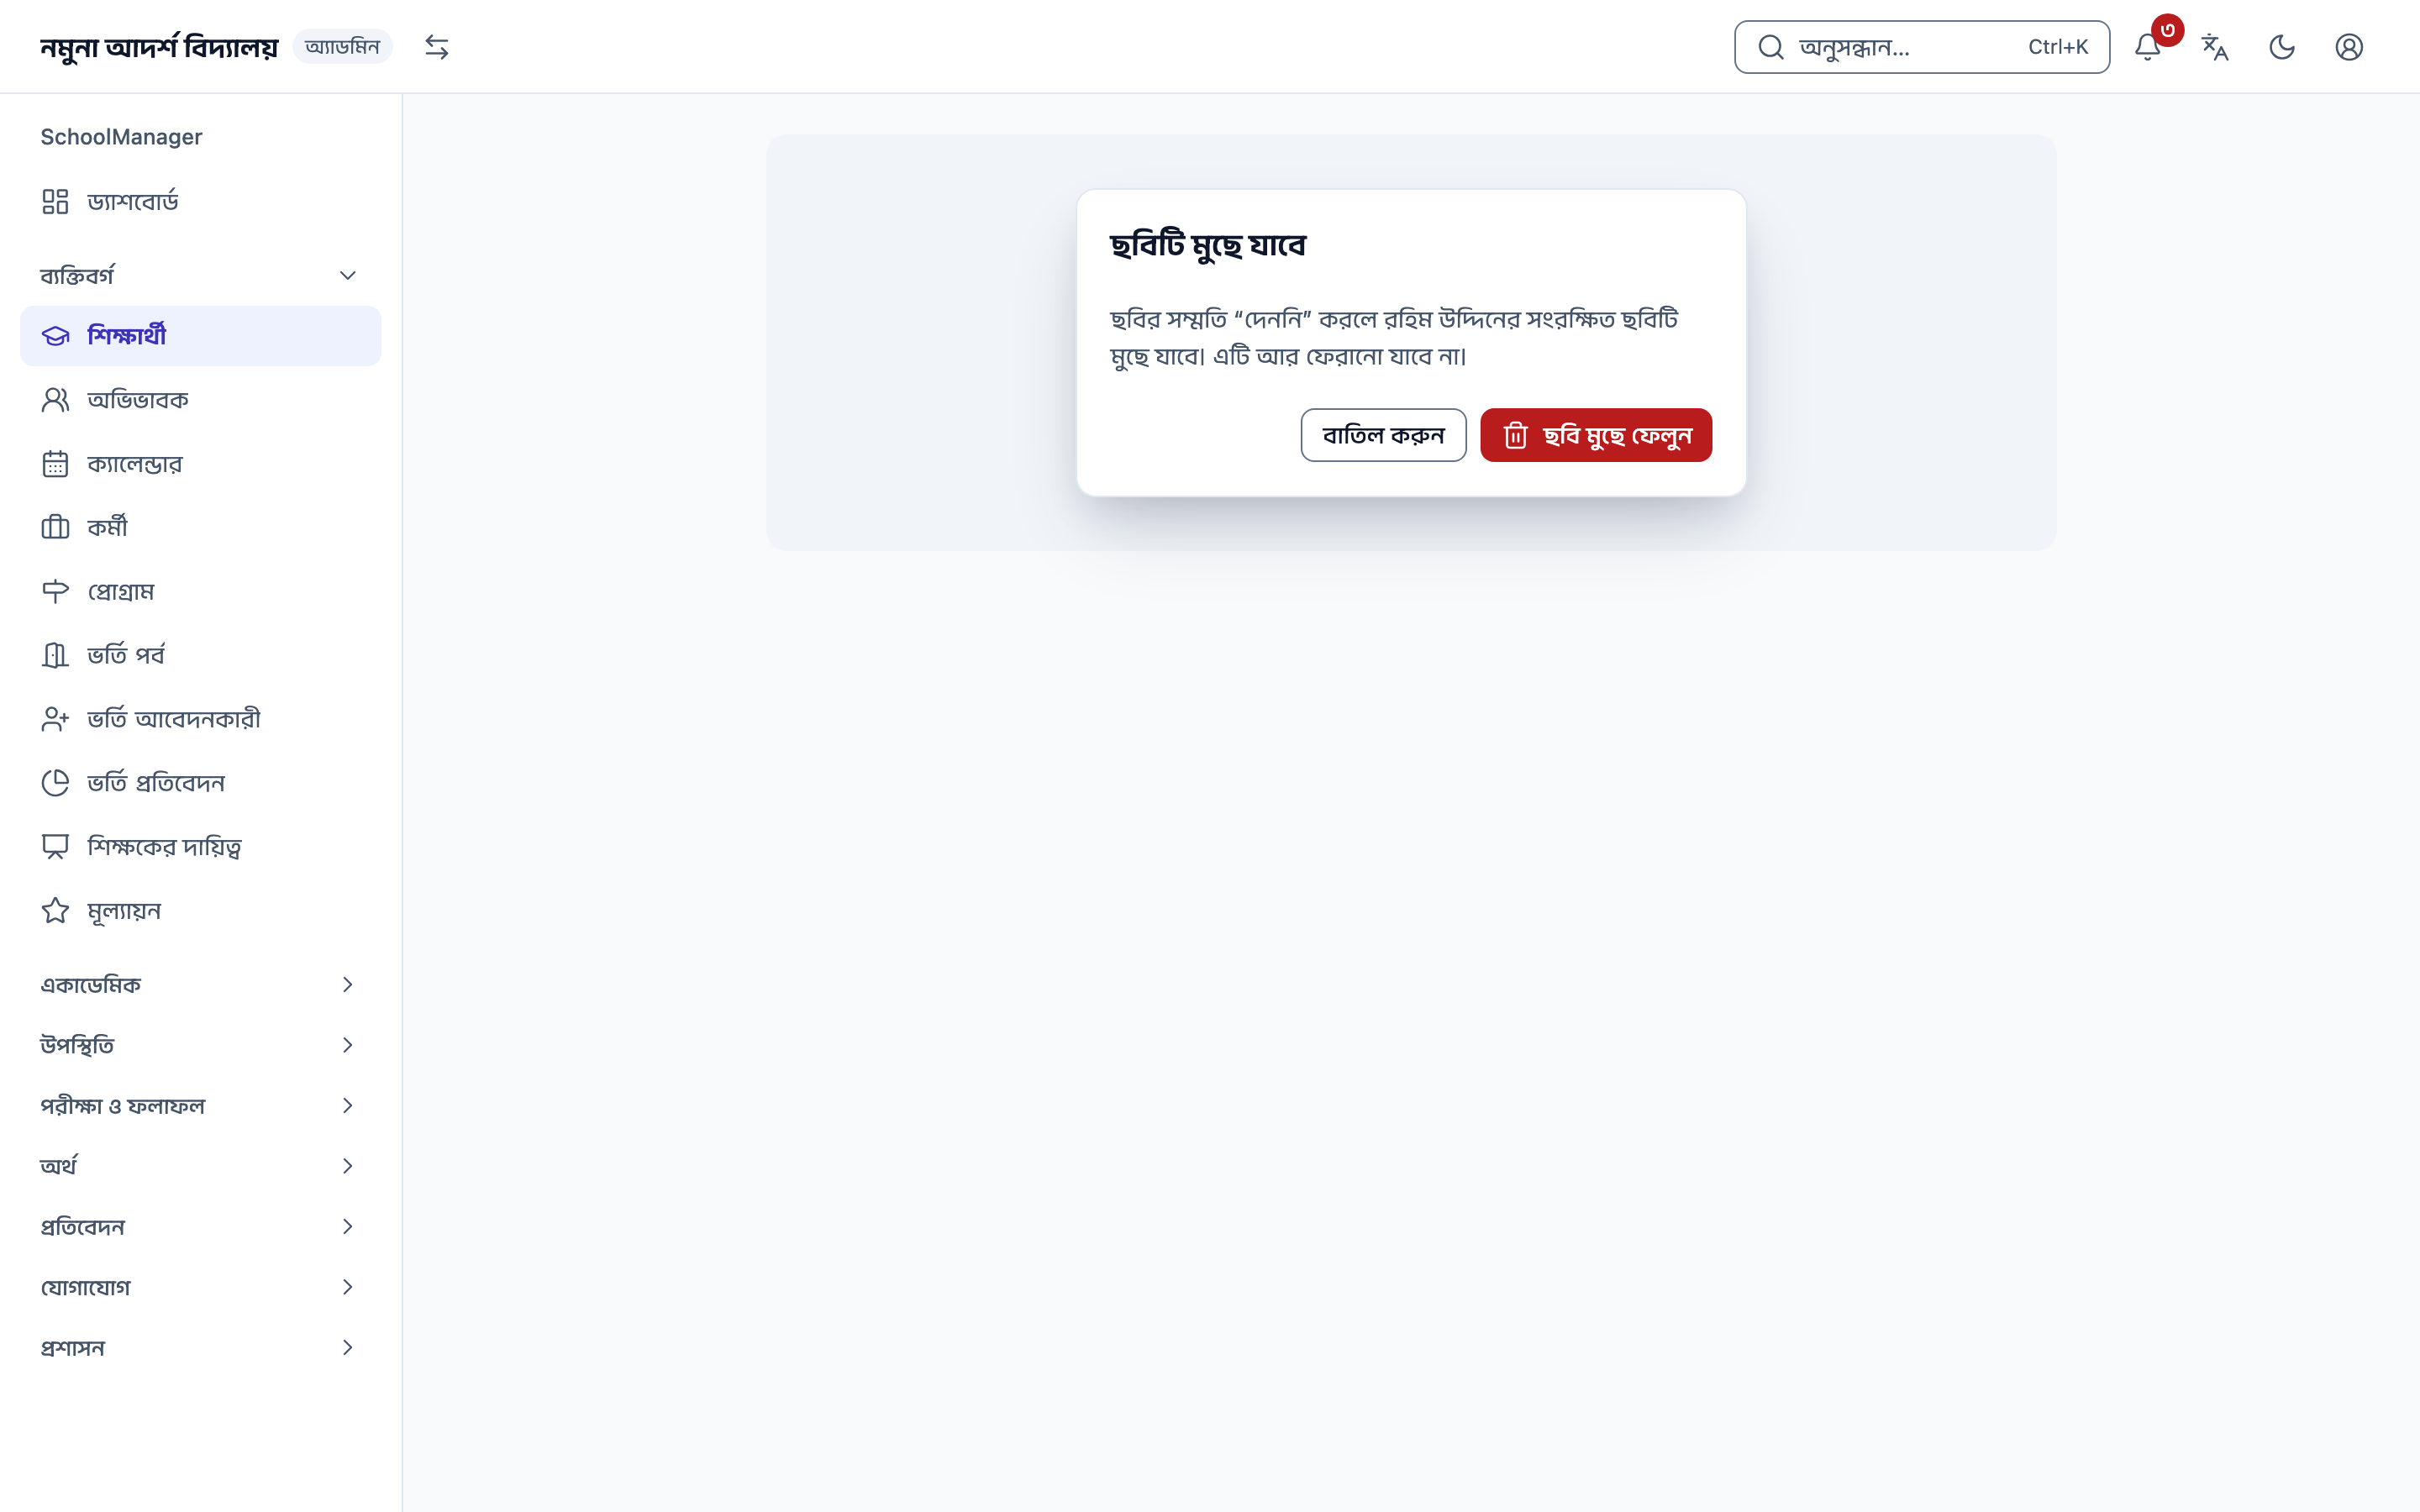 নমুনা আদর্শ বিদ্যালয়
অ্যাডমিন
অনুসন্ধান...
Ctrl+K
৩
SchoolManager
ড্যাশবোর্ড
ব্যক্তিবর্গ
শিক্ষার্থী
অভিভাবক
ক্যালেন্ডার
কর্মী
প্রোগ্রাম
ভর্তি পর্ব
ভর্তি আবেদনকারী
ভর্তি প্রতিবেদন
শিক্ষকের দায়িত্ব
মূল্যায়ন
একাডেমিক
উপস্থিতি
পরীক্ষা ও ফলাফল
অর্থ
প্রতিবেদন
যোগাযোগ
প্রশাসন
ছবিটি মুছে যাবে
ছবির সম্মতি “দেননি” করলে রহিম উদ্দিনের সংরক্ষিত ছবিটি
মুছে যাবে। এটি আর ফেরানো যাবে না।
বাতিল করুন
ছবি মুছে ফেলুন